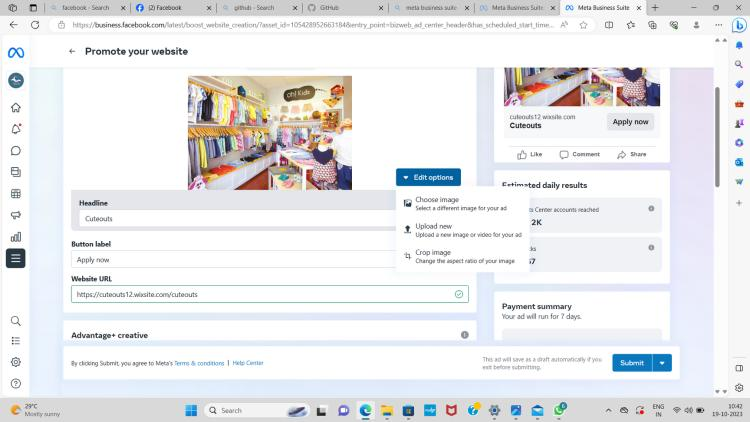 facebook - Search
(2) Facebook
github - Search
GitHub
meta business suite
Meta Business Suite
Meta Business Suite
https://business.facebook.com/latest/boost_website_creation/?asset_id=105428952663184&entry_point=bizweb_ad_center_header&has_scheduled_start_time...
Promote your website
oh! Kids
cuteouts12.wixsite.com
Cuteouts
Apply now
Like
Comment
Share
Edit options
Choose image
Select a different image for your ad
Upload new
Upload a new image or video for your ad
Crop image
Change the aspect ratio of your image
Headline
Cuteouts
Button label
Apply now
Website URL
https://cuteouts12.wixsite.com/cuteouts
Advantage+ creative
Estimated daily results
Center accounts reached
2K
Payment summary
Your ad will run for 7 days.
By clicking Submit, you agree to Meta's Terms & conditions | Help Center
This ad will save as a draft automatically if you
exit before submitting.
Submit
29°C
Mostly sunny
Search
ENG
IN
10:42
19-10-2023